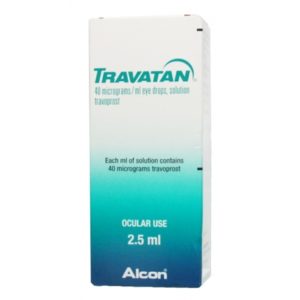 TRAVATAN®
40 micrograms/ml eye drops, solution
travoprost
Each ml of solution contains
40 micrograms travoprost
OCULAR USE
2.5 ml
Alcon